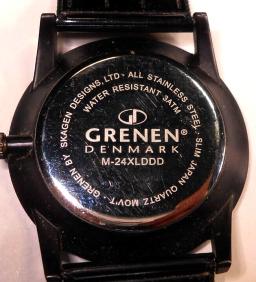 GRENEN BY SKAGEN DESIGNS, LTD · ALL STAINLESS STEEL · SLIM JAPAN QUARTZ MOV'T ·
WATER RESISTANT 3ATM
GRENEN®
DENMARK
M-24XLDDD